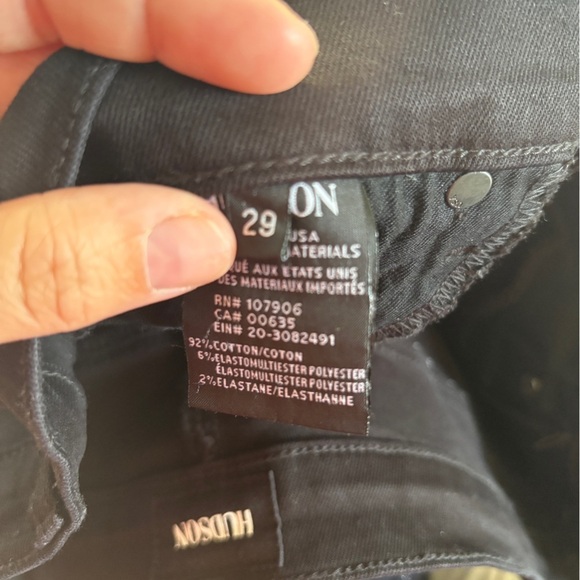 ON
29
USA
MATERIALS
QUÉ AUX ETATS UNIS
DES MATERIAUX IMPORTÉS
RN# 107906
CA# 00635
EIN# 20-3082491
92% COTTON/COTON
6% ELASTOMULTIESTER POLYESTER
ÉLASTOMULTIESTER POLYESTER
2% ELASTANE/ELASTHANNE
HUDSON